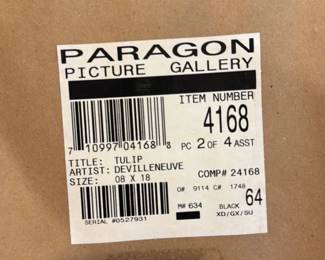 PARAGON
PICTURE GALLERY
ITEM NUMBER
4168
7 10997 04168 8
PC 2 OF 4 ASST
TITLE: TULIP
ARTIST: DEVILLENEUVE
SIZE: 08 X 18
COMP# 24168
O# 9114 C# 1748
M# 634
BLACK 64
XD/GX/SU
SERIAL #0527931